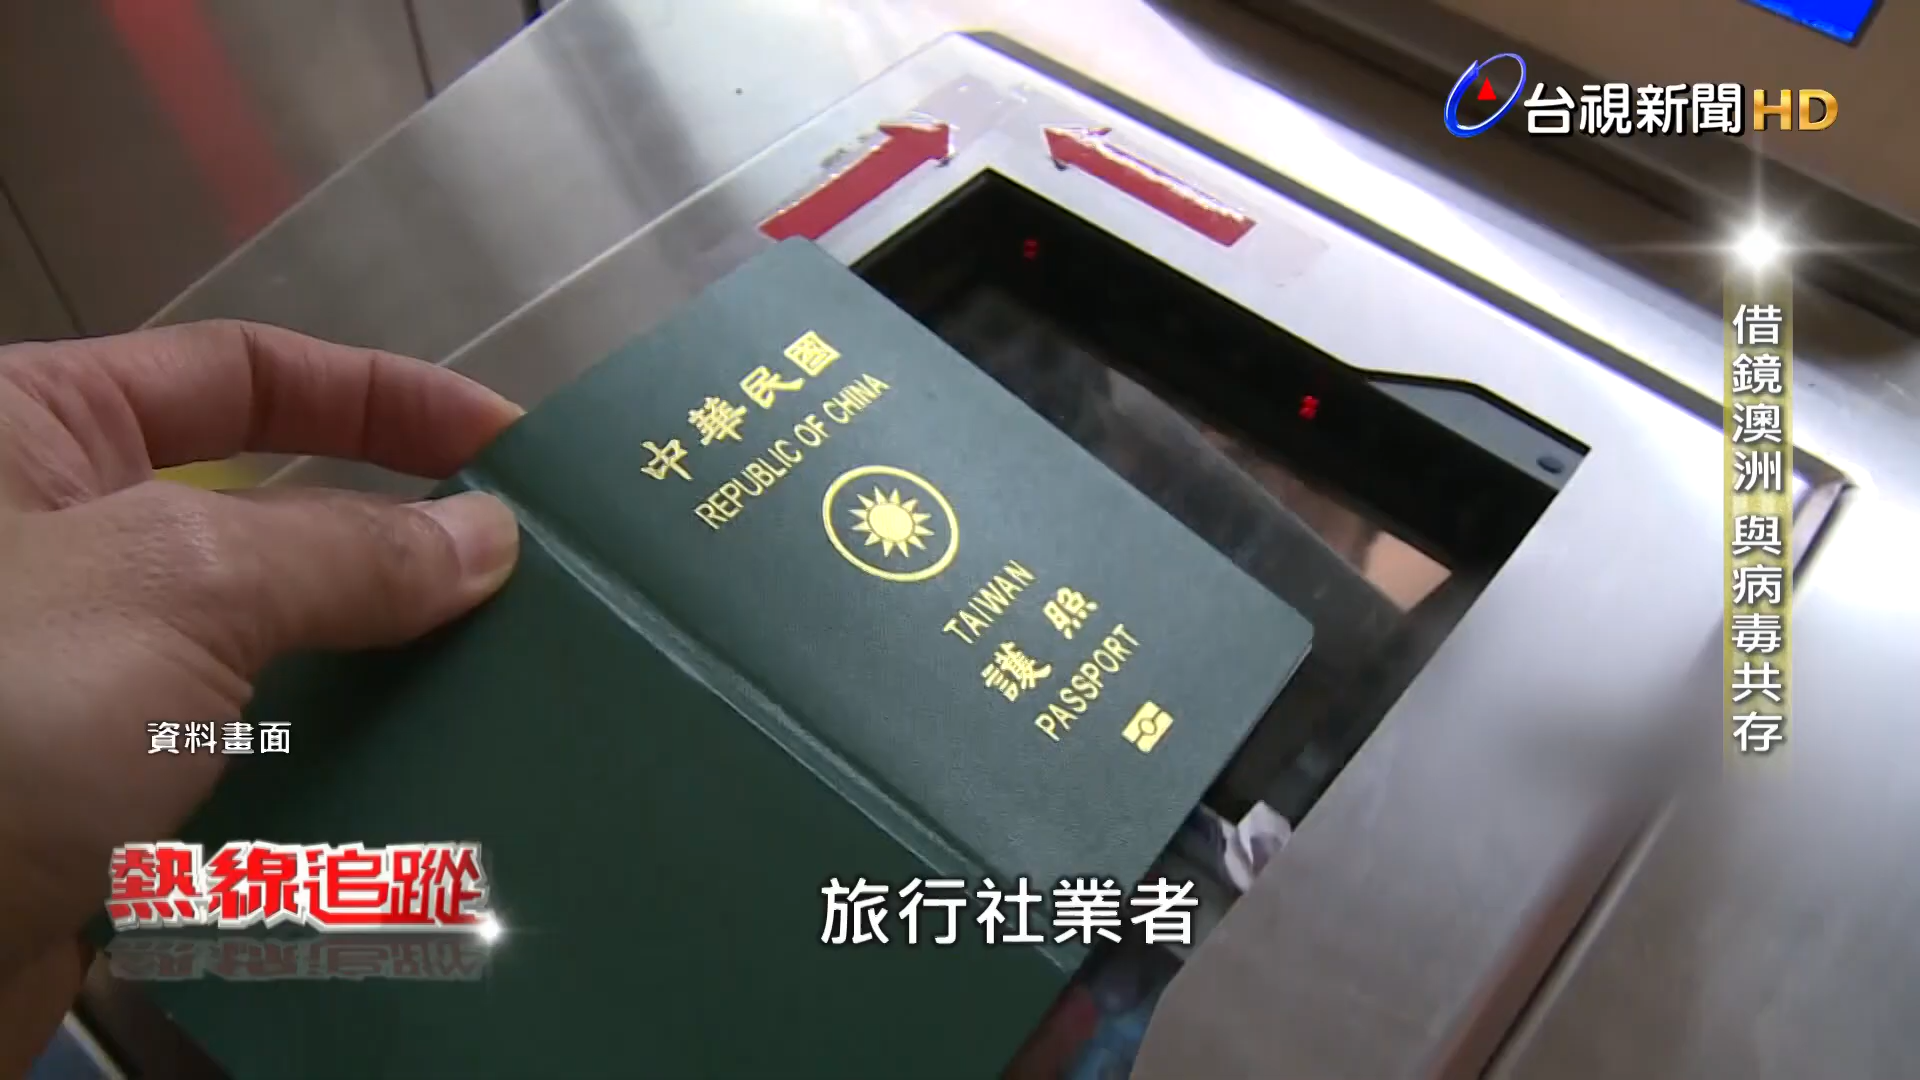 台視新聞HD
借鏡澳洲 與病毒共存
中華民國
REPUBLIC OF CHINA
TAIWAN
護照
PASSPORT
資料畫面
熱線追蹤
旅行社業者